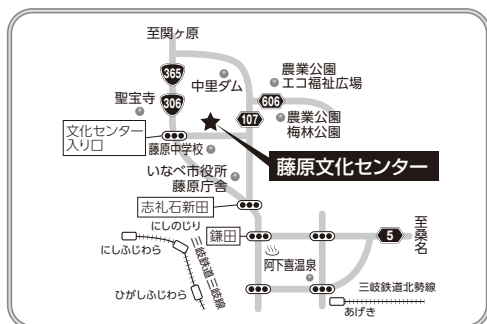 至関ヶ原
365
中里ダム
農業公園
エコ福祉広場
聖宝寺
306
606
107
農業公園
梅林公園
文化センター
入り口
藤原中学校
藤原文化センター
いなべ市役所
藤原庁舎
志礼石新田
にしのじり
鎌田
5
至桑名
にしふじわら
三岐鉄道三岐線
阿下喜温泉
ひがしふじわら
三岐鉄道北勢線
あげき